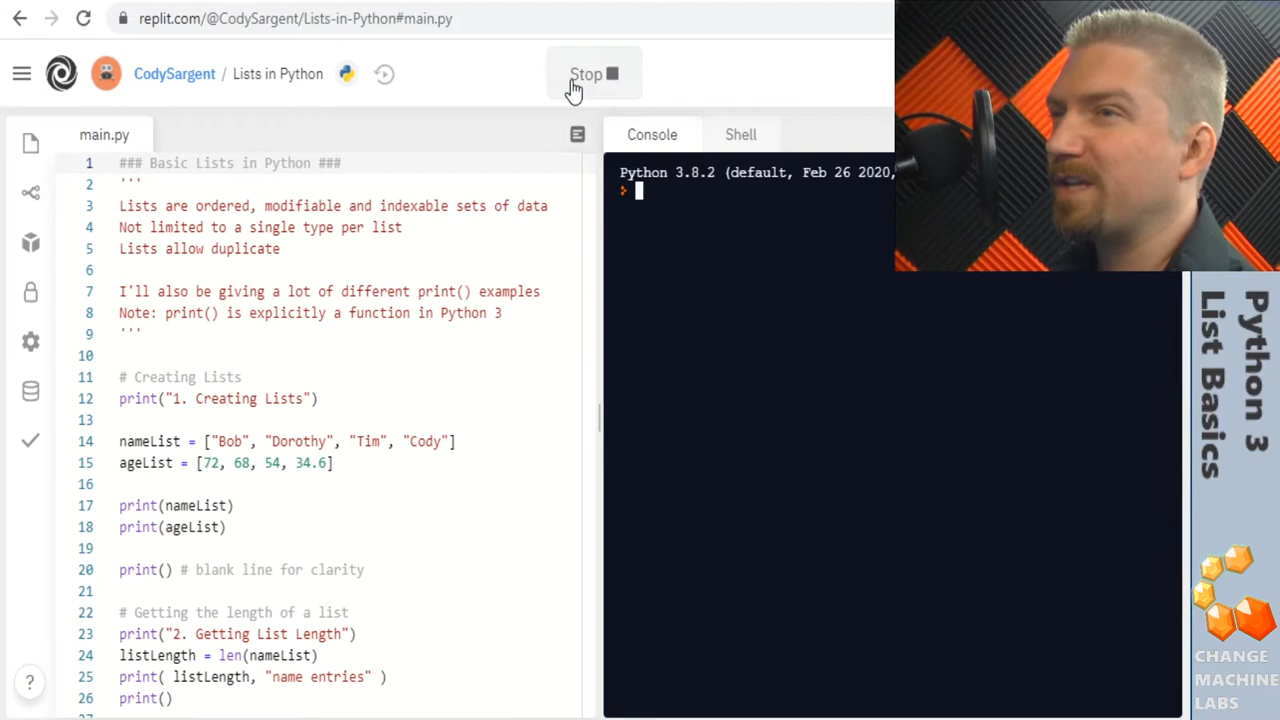 replit.com/@CodySargent/Lists-in-Python#main.py
CodySargent / Lists in Python
Stop
main.py
Console
Shell
1 ### Basic Lists in Python ###
2 '''
3 Lists are ordered, modifiable and indexable sets of data
4 Not limited to a single type per list
5 Lists allow duplicate
6
7 I'll also be giving a lot of different print() examples
8 Note: print() is explicitly a function in Python 3
9 '''
10
11 # Creating Lists
12 print("1. Creating Lists")
13
14 nameList = ["Bob", "Dorothy", "Tim", "Cody"]
15 ageList = [72, 68, 54, 34.6]
16
17 print(nameList)
18 print(ageList)
19
20 print() # blank line for clarity
21
22 # Getting the length of a list
23 print("2. Getting List Length")
24 listLength = len(nameList)
25 print( listLength, "name entries" )
26 print()
?
Python 3.8.2 (default, Feb 26 2020,
Python 3
List Basics
CHANGE
MACHINE
LABS